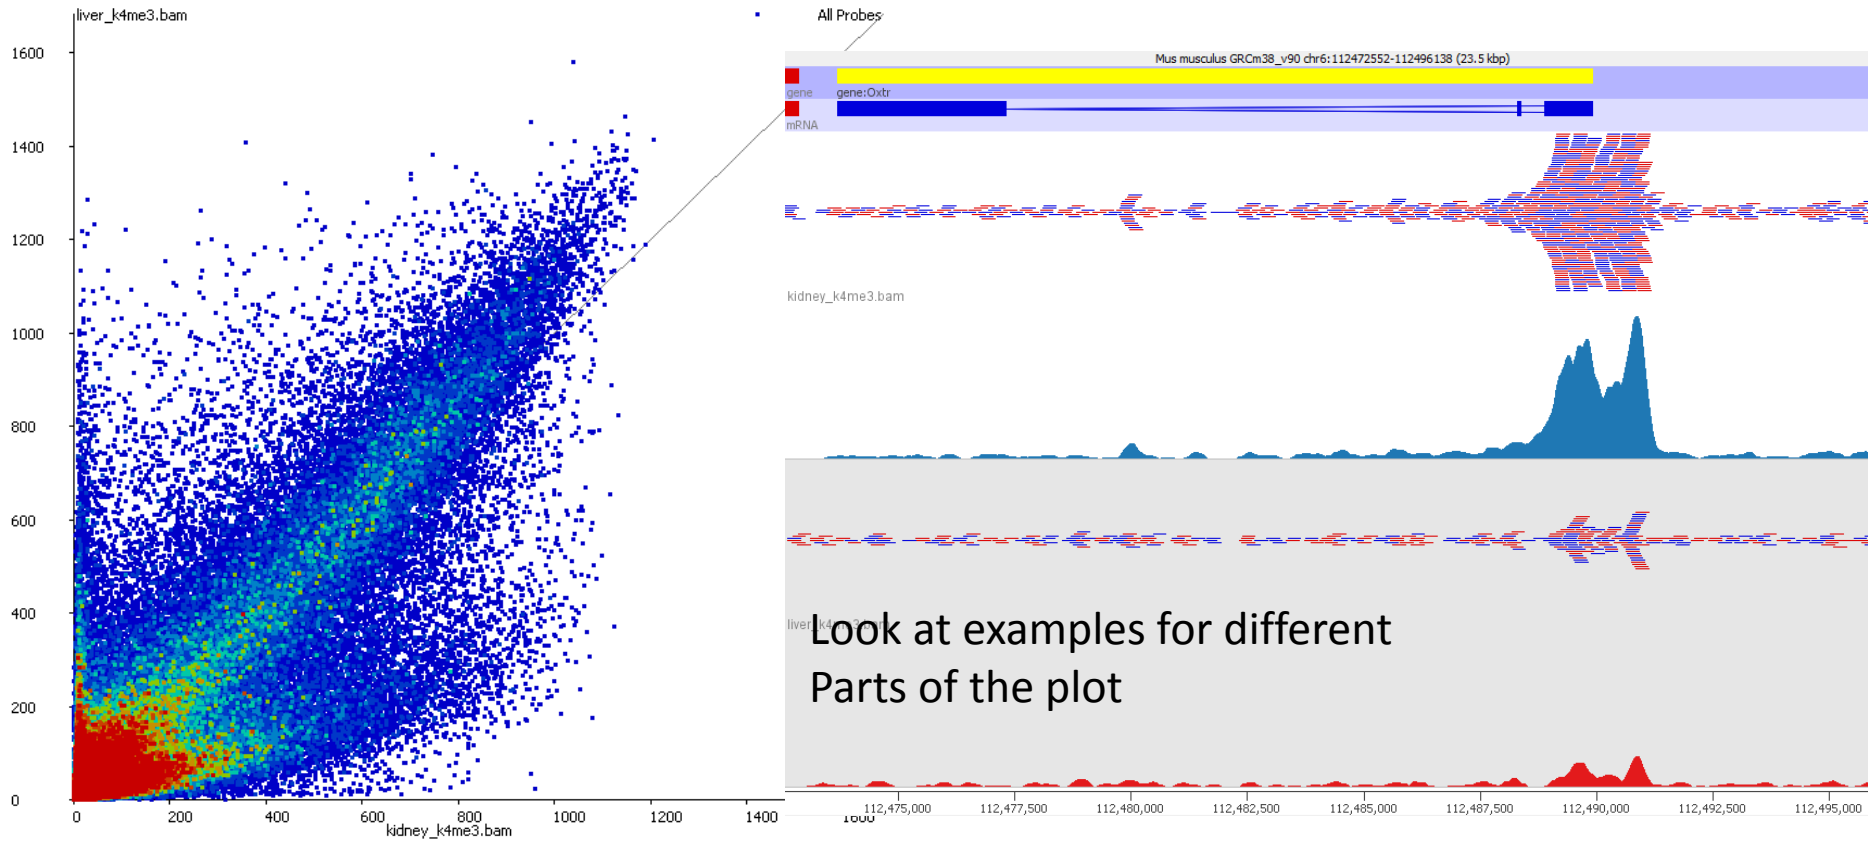 liver_k4me3.bam
All Probes
1600
1400
1200
1000
800
600
400
200
0
0 200 400 600 800 1000 1200 1400 1600
kidney_k4me3.bam
Mus musculus GRCm38_v90 chr6:112472552-112496138 (23.5 kbp)
gene gene:Oxtr
mRNA
kidney_k4me3.bam
liver_k4me3.bam
Look at examples for different
Parts of the plot
112,475,000 112,477,500 112,480,000 112,482,500 112,485,000 112,487,500 112,490,000 112,492,500 112,495,000